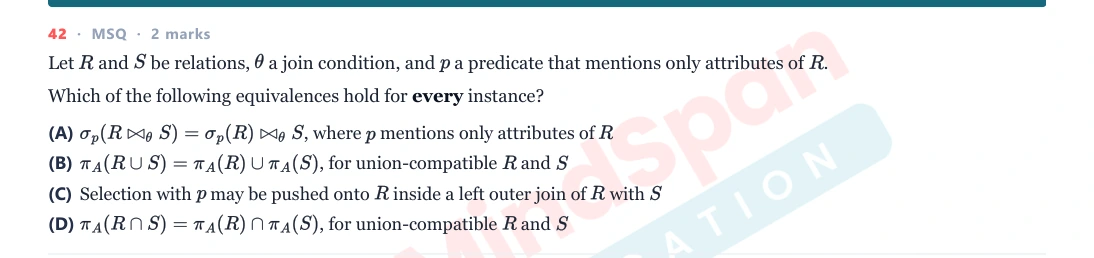 42 · MSQ · 2 marks
Let R and S be relations, θ a join condition, and p a predicate that mentions only attributes of R.
Which of the following equivalences hold for every instance?
(A) σ_p(R ⋈_θ S) = σ_p(R) ⋈_θ S, where p mentions only attributes of R
(B) π_A(R ∪ S) = π_A(R) ∪ π_A(S), for union-compatible R and S
(C) Selection with p may be pushed onto R inside a left outer join of R with S
(D) π_A(R ∩ S) = π_A(R) ∩ π_A(S), for union-compatible R and S
MindSpan
ATION